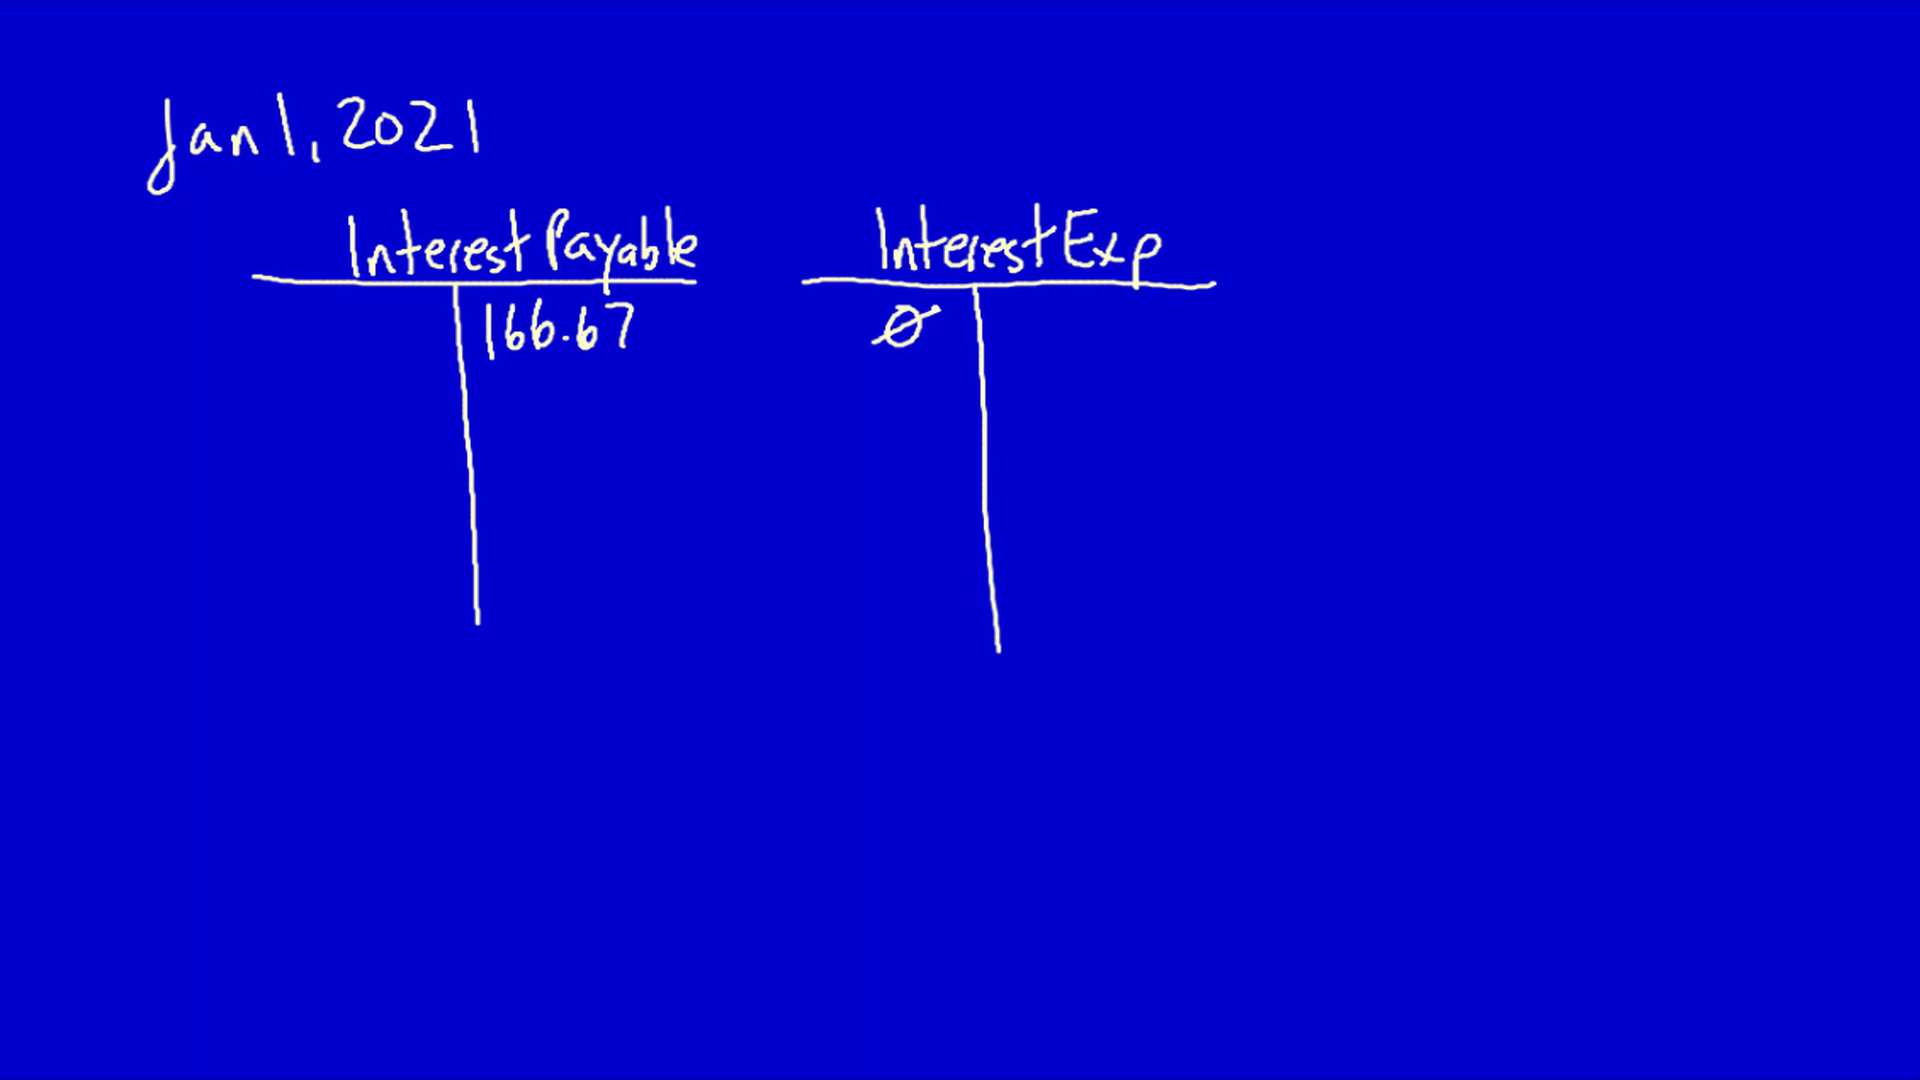 Jan 1, 2021
Interest Payable Interest Exp
166.67 Ø